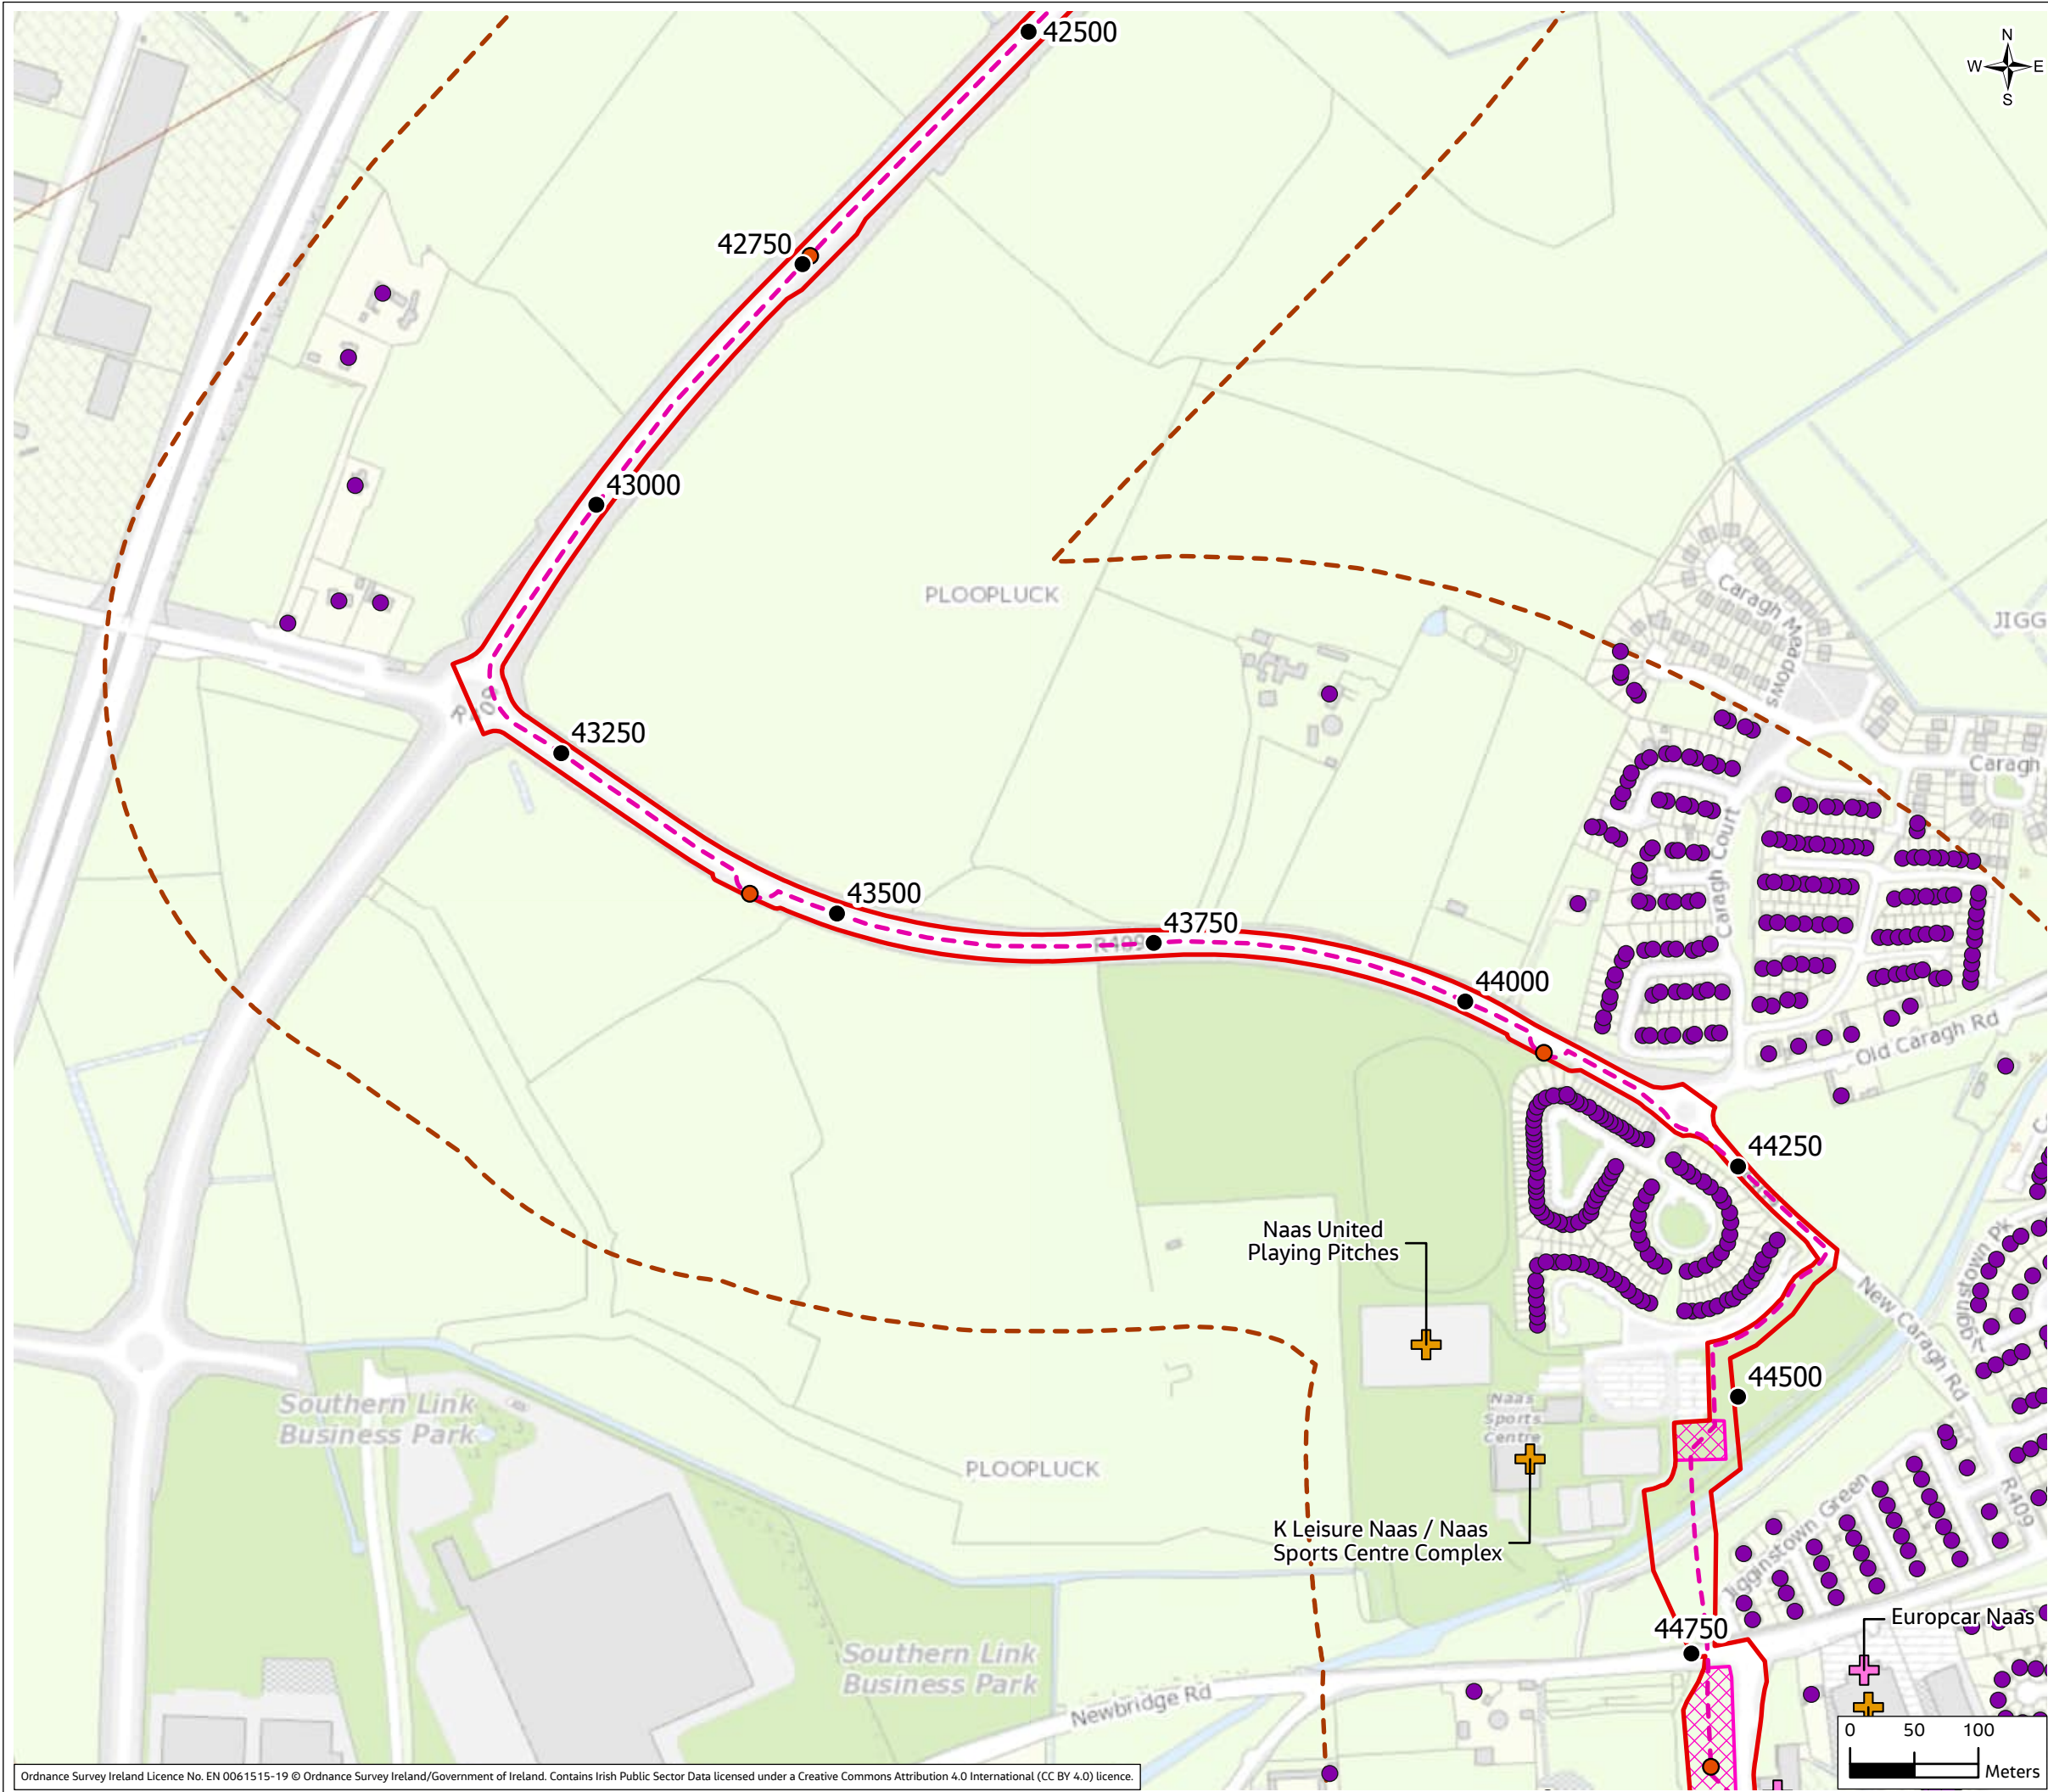 42500
N
W E
S
42750
43000
PLOOPLUCK
Caragh Meadows
JIGG
43250
Caragh
Caragh Court
43500
43750
R409
44000
Old Caragh Rd
44250
Naas United
Playing Pitches
New Caragh Rd
44500
Naas
Sports
Centre
Southern Link
Business Park
PLOOPLUCK
K Leisure Naas / Naas
Sports Centre Complex
Jigginstown Green
R409
Europcar Naas
44750
Southern Link
Business Park
Newbridge Rd
0 50 100
Meters
Ordnance Survey Ireland Licence No. EN 0061515-19 © Ordnance Survey Ireland/Government of Ireland. Contains Irish Public Sector Data licensed under a Creative Commons Attribution 4.0 International (CC BY 4.0) licence.